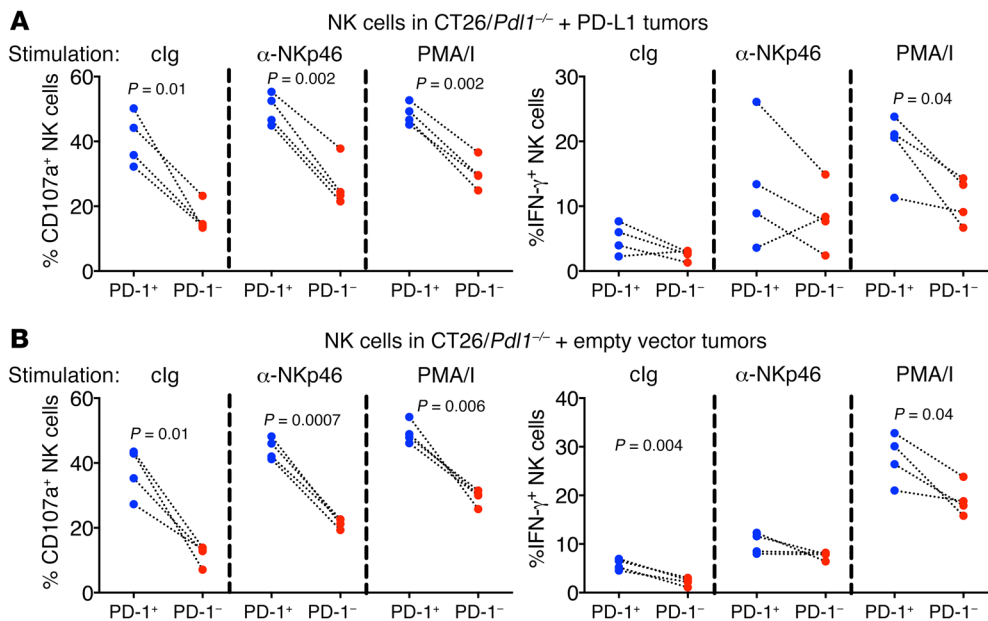 A
NK cells in CT26/Pdl1–/– + PD-L1 tumors
Stimulation: cIg α-NKp46 PMA/I
cIg α-NKp46 PMA/I
% CD107a+ NK cells
60
40
20
0
P = 0.01
P = 0.002
P = 0.002
PD-1+ PD-1– PD-1+ PD-1– PD-1+ PD-1–
%IFN-γ+ NK cells
30
20
10
0
P = 0.04
PD-1+ PD-1– PD-1+ PD-1– PD-1+ PD-1–
B
NK cells in CT26/Pdl1–/– + empty vector tumors
Stimulation: cIg α-NKp46 PMA/I
cIg α-NKp46 PMA/I
% CD107a+ NK cells
60
40
20
0
P = 0.01
P = 0.0007
P = 0.006
PD-1+ PD-1– PD-1+ PD-1– PD-1+ PD-1–
%IFN-γ+ NK cells
40
30
20
10
0
P = 0.004
P = 0.04
PD-1+ PD-1– PD-1+ PD-1– PD-1+ PD-1–